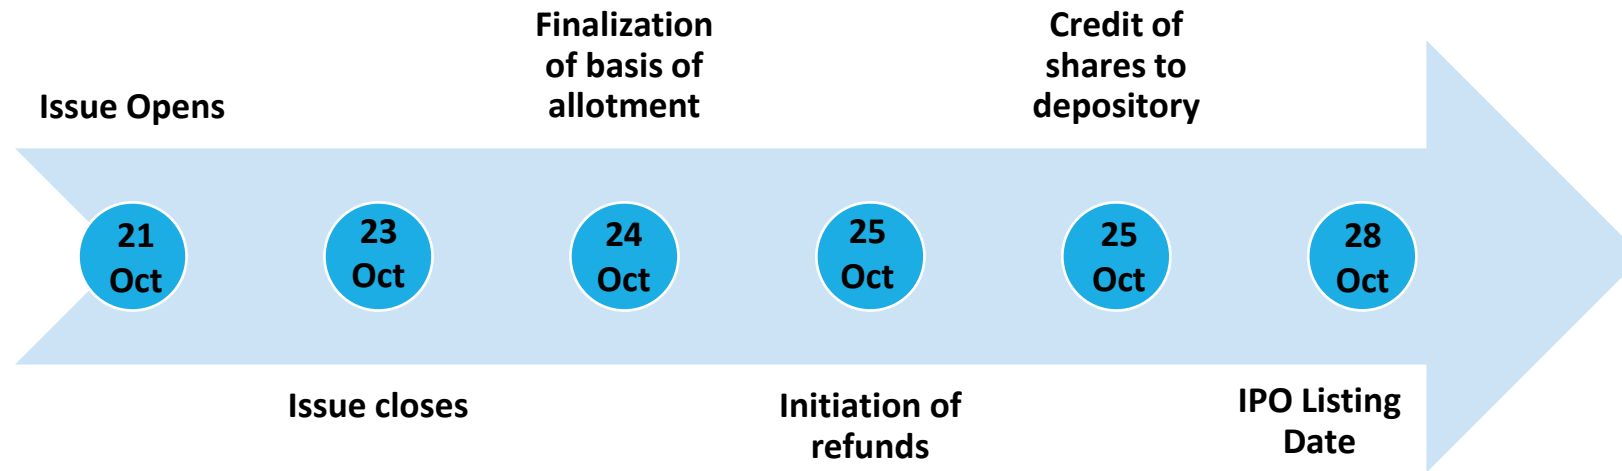 Issue Opens
Finalization
of basis of
allotment
Credit of
shares to
depository
21
Oct
23
Oct
24
Oct
25
Oct
25
Oct
28
Oct
Issue closes
Initiation of
refunds
IPO Listing
Date